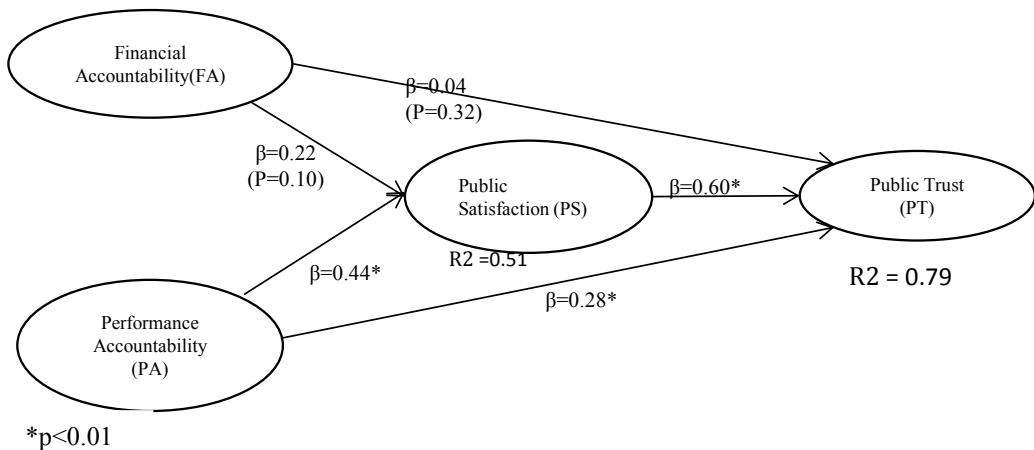 Financial
Accountability(FA)
β=0.04
(P=0.32)
β=0.22
(P=0.10)
Public
Satisfaction (PS)
β=0.60*
Public Trust
(PT)
R2 =0.51
β=0.44*
R2 = 0.79
β=0.28*
Performance
Accountability
(PA)
*p<0.01